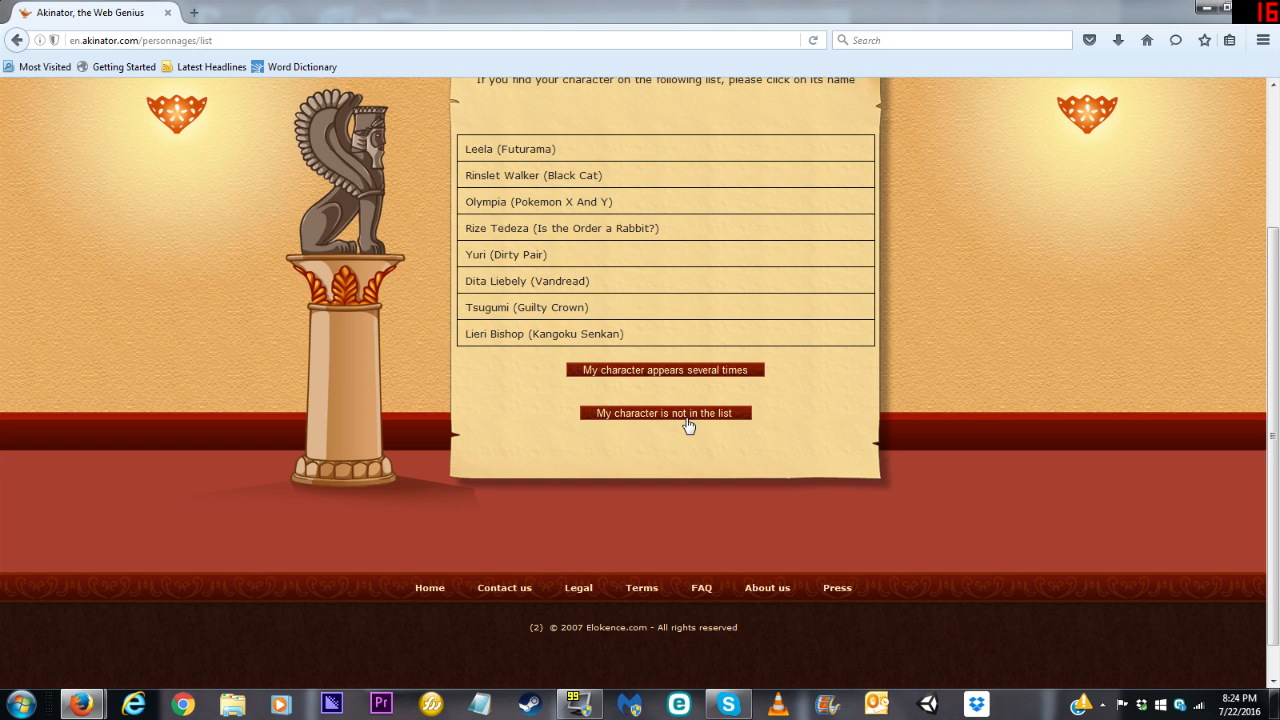 Akinator, the Web Genius
16
en.akinator.com/personnages/list
Search
Most Visited
Getting Started
Latest Headlines
Word Dictionary
If you find your character on the following list, please click on its name
Leela (Futurama)
Rinslet Walker (Black Cat)
Olympia (Pokemon X And Y)
Rize Tedeza (Is the Order a Rabbit?)
Yuri (Dirty Pair)
Dita Liebely (Vandread)
Tsugumi (Guilty Crown)
Lieri Bishop (Kangoku Senkan)
My character appears several times
My character is not in the list
Home Contact us Legal Terms FAQ About us Press
(2) © 2007 Elokence.com - All rights reserved
Pr
99
8:24 PM
7/22/2016